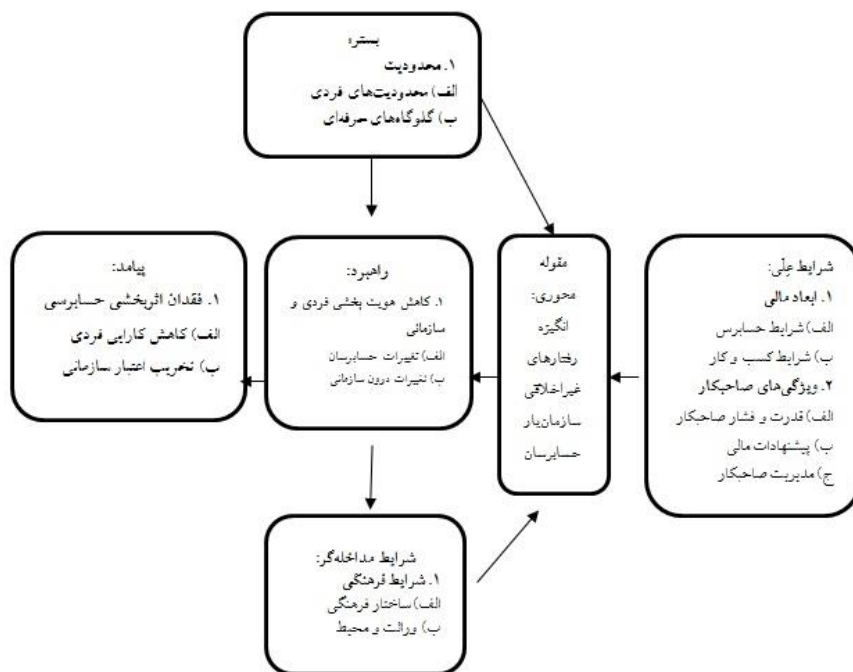 بستر:
۱. محدودیت
الف) محدودیت‌های فردی
ب) گلوگاه‌های حرفه‌ای
شرایط علّی:
۱. ابعاد مالی
الف) شرایط حسابرس
ب) شرایط کسب و کار
۲. ویژگی‌های صاحبکار
الف) قدرت و فشار صاحبکار
ب) پیشنهادات مالی
ج) مدیریت صاحبکار
مقوله
محوری:
انگیزه
رفتارهای
غیراخلاقی
سازمان‌یار
حسابرسان
راهبرد:
۱. کاهش هویت بخشی فردی و
سازمانی
الف) تغییرات حسابرسان
ب) تغییرات درون سازمانی
پیامد:
۱. فقدان اثربخشی حسابرسی
الف) کاهش کارایی فردی
ب) تخریب اعتبار سازمانی
شرایط مداخله‌گر:
۱. شرایط فرهنگی
الف) ساختار فرهنگی
ب) وراثت و محیط